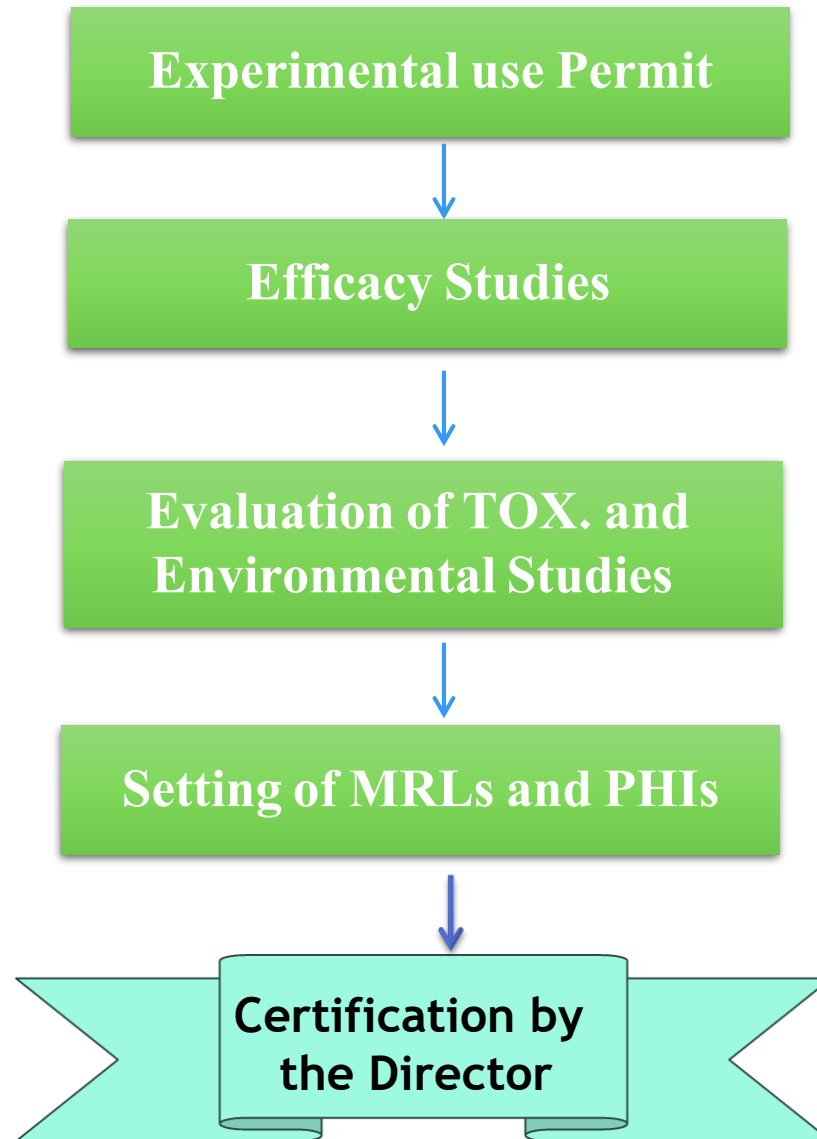 Experimental use Permit
Efficacy Studies
Evaluation of TOX. and
Environmental Studies
Setting of MRLs and PHIs
Certification by
the Director